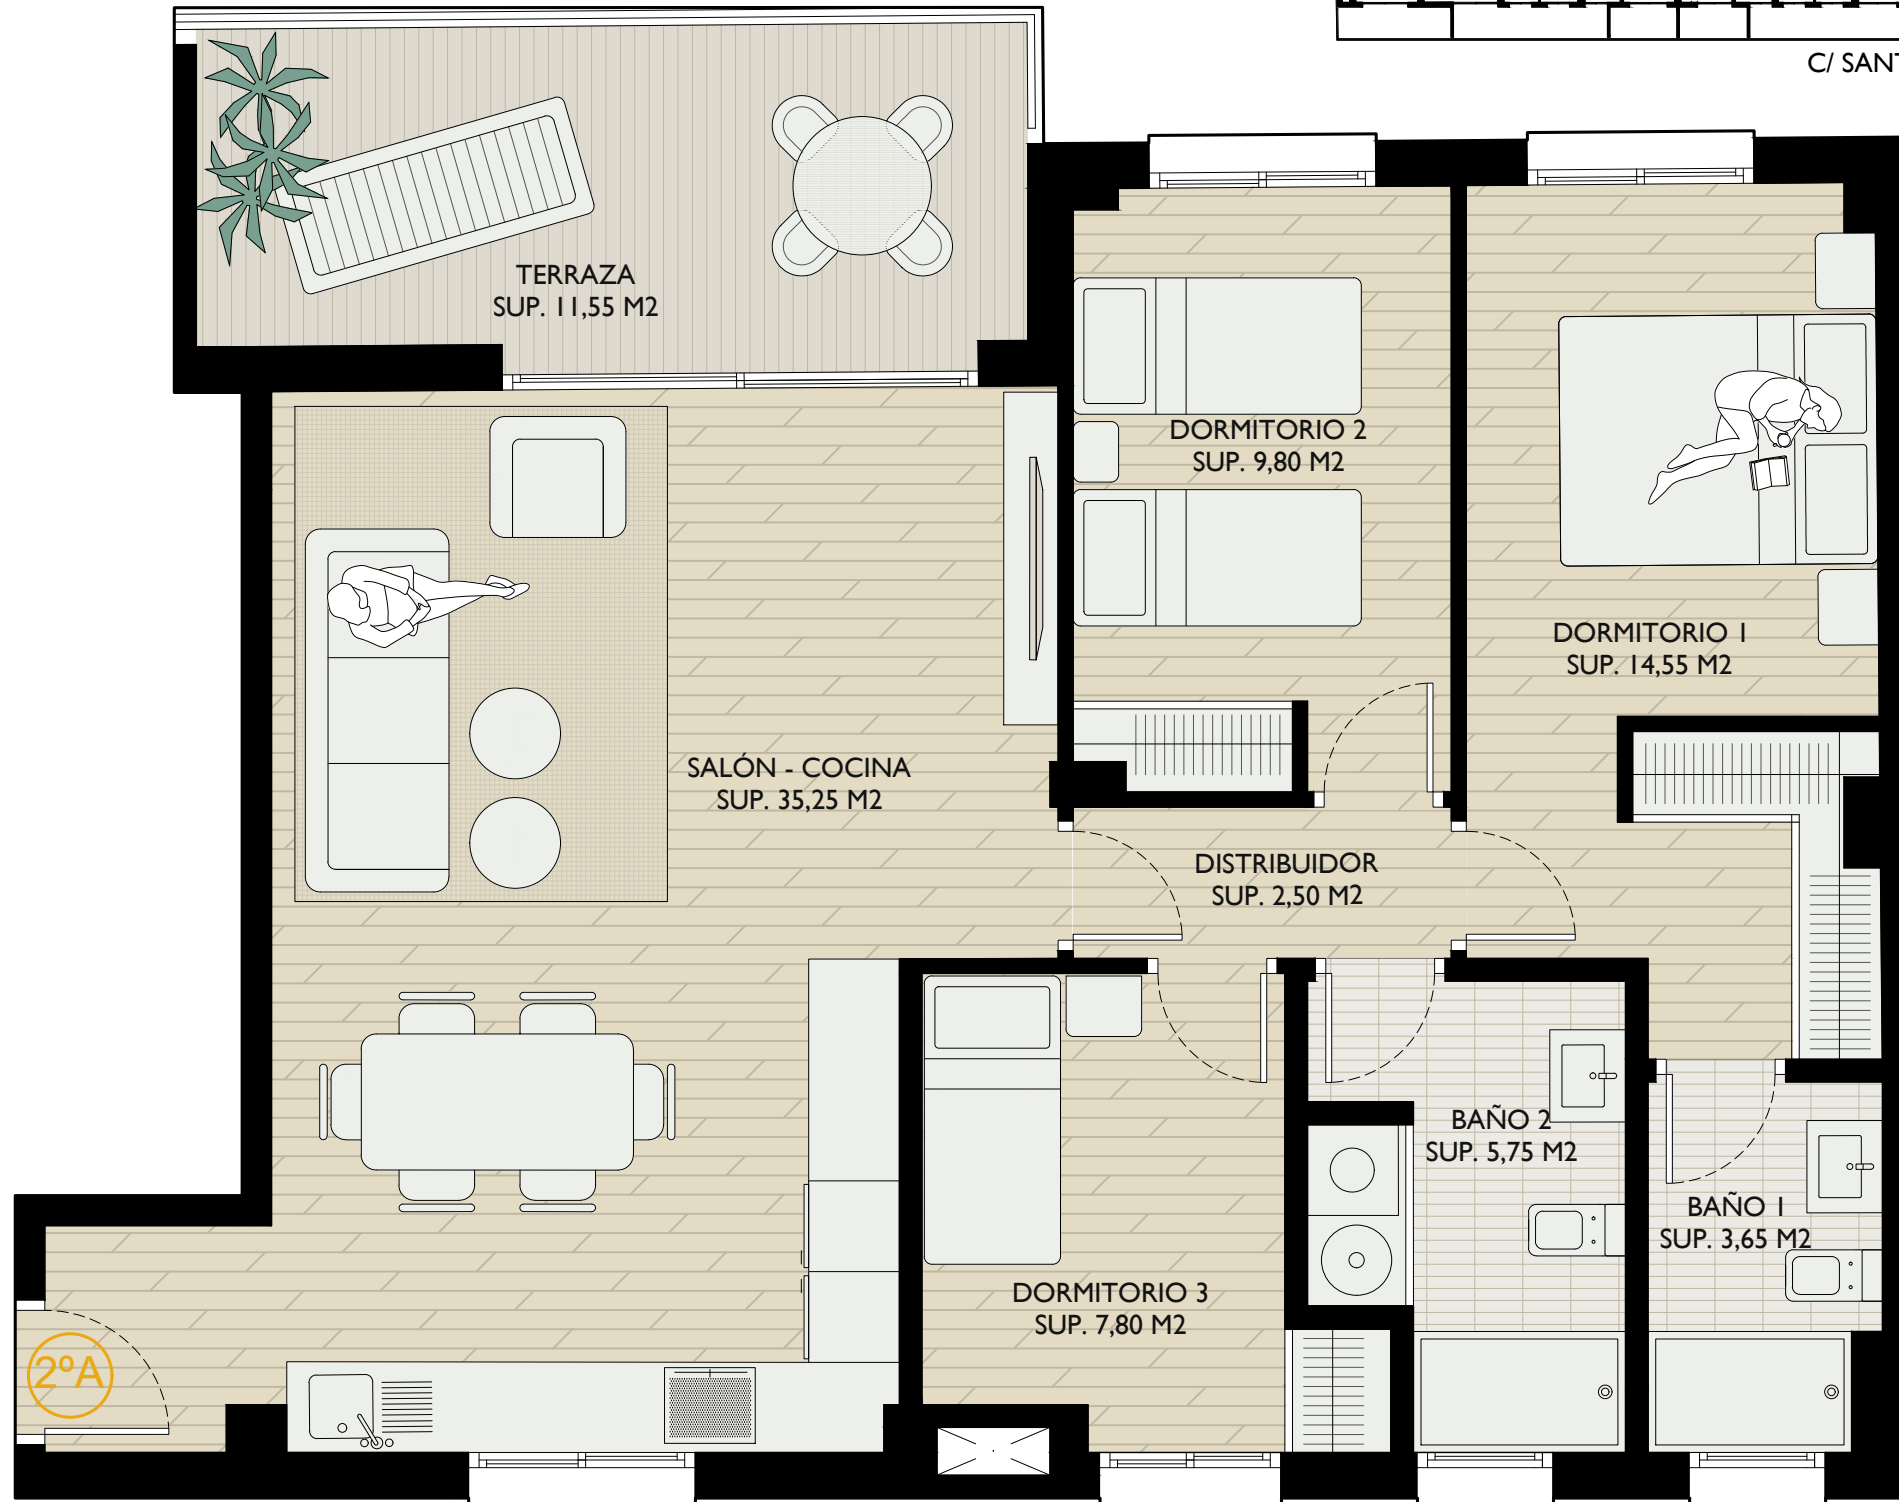 C/ SANT
TERRAZA
SUP. 11,55 M2
DORMITORIO 2
SUP. 9,80 M2
DORMITORIO 1
SUP. 14,55 M2
SALÓN - COCINA
SUP. 35,25 M2
DISTRIBUIDOR
SUP. 2,50 M2
BAÑO 2
SUP. 5,75 M2
BAÑO 1
SUP. 3,65 M2
DORMITORIO 3
SUP. 7,80 M2
2ºA